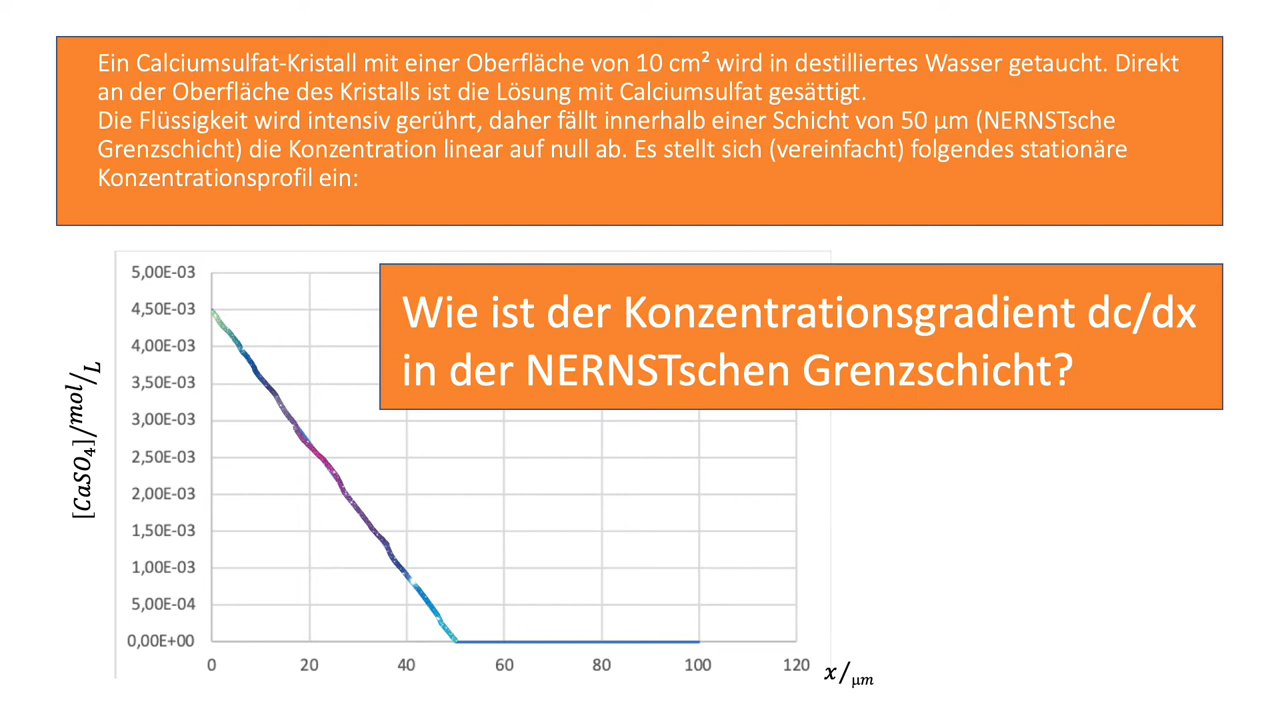 Ein Calciumsulfat-Kristall mit einer Oberfläche von 10 cm² wird in destilliertes Wasser getaucht. Direkt
an der Oberfläche des Kristalls ist die Lösung mit Calciumsulfat gesättigt.
Die Flüssigkeit wird intensiv gerührt, daher fällt innerhalb einer Schicht von 50 µm (NERNSTsche
Grenzschicht) die Konzentration linear auf null ab. Es stellt sich (vereinfacht) folgendes stationäre
Konzentrationsprofil ein:
Wie ist der Konzentrationsgradient dc/dx
in der NERNSTschen Grenzschicht?
[CaSO₄]/mol/L
5,00E-03
4,50E-03
4,00E-03
3,50E-03
3,00E-03
2,50E-03
2,00E-03
1,50E-03
1,00E-03
5,00E-04
0,00E+00
0 20 40 60 80 100 120
x/µm